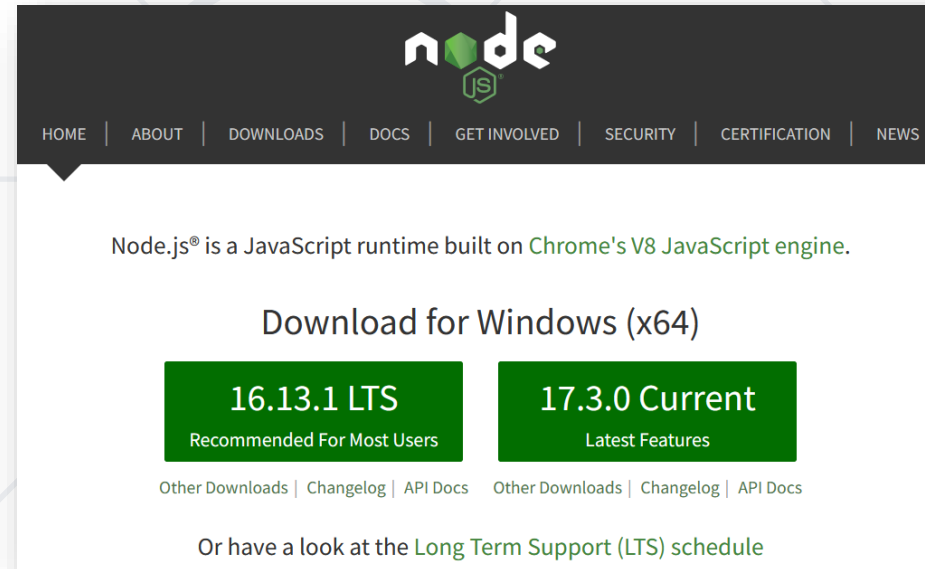 node
JS®
HOME | ABOUT | DOWNLOADS | DOCS | GET INVOLVED | SECURITY | CERTIFICATION | NEWS
Node.js® is a JavaScript runtime built on Chrome's V8 JavaScript engine.
Download for Windows (x64)
16.13.1 LTS
Recommended For Most Users
17.3.0 Current
Latest Features
Other Downloads | Changelog | API Docs
Other Downloads | Changelog | API Docs
Or have a look at the Long Term Support (LTS) schedule